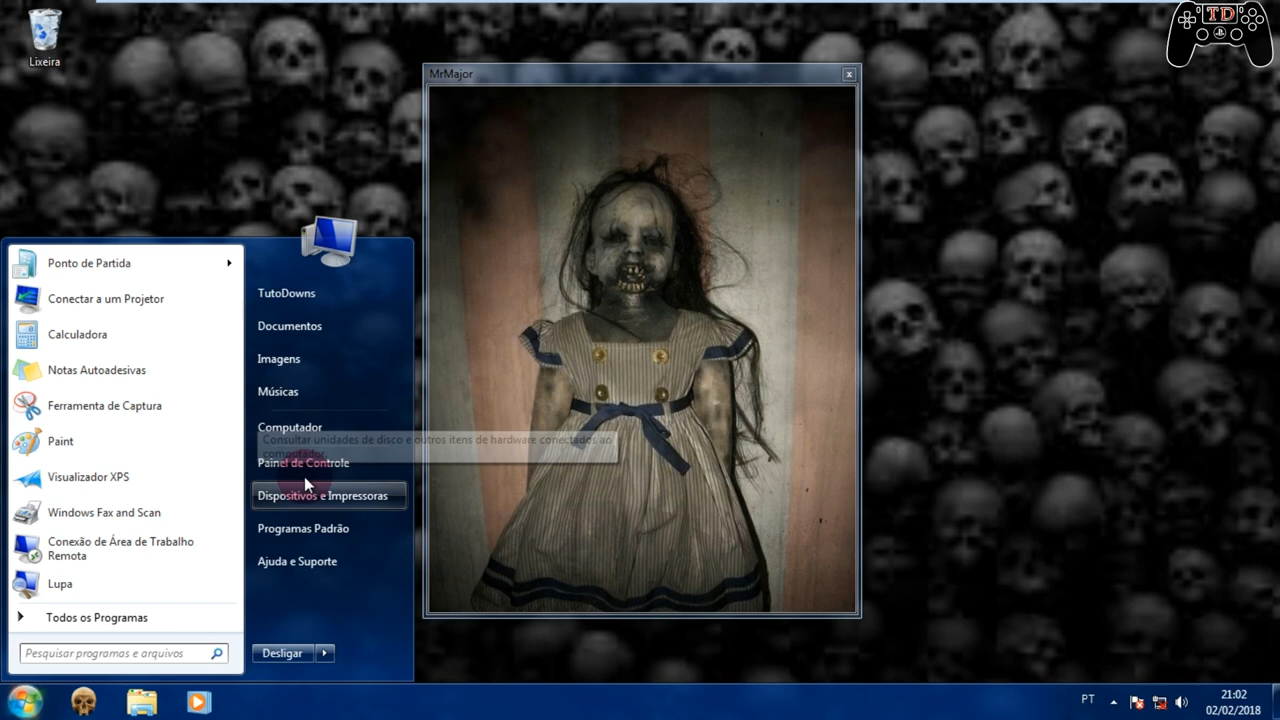 Lixeira
TD
MrMajor
Ponto de Partida
Conectar a um Projetor
Calculadora
Notas Autoadesivas
Ferramenta de Captura
Paint
Visualizador XPS
Windows Fax and Scan
Conexão de Área de Trabalho
Remota
Lupa
Todos os Programas
Pesquisar programas e arquivos
TutoDowns
Documentos
Imagens
Músicas
Computador
Consultar unidades de disco e outros itens de hardware conectados ao
computador.
Painel de Controle
Dispositivos e Impressoras
Programas Padrão
Ajuda e Suporte
Desligar
PT
21:02
02/02/2018